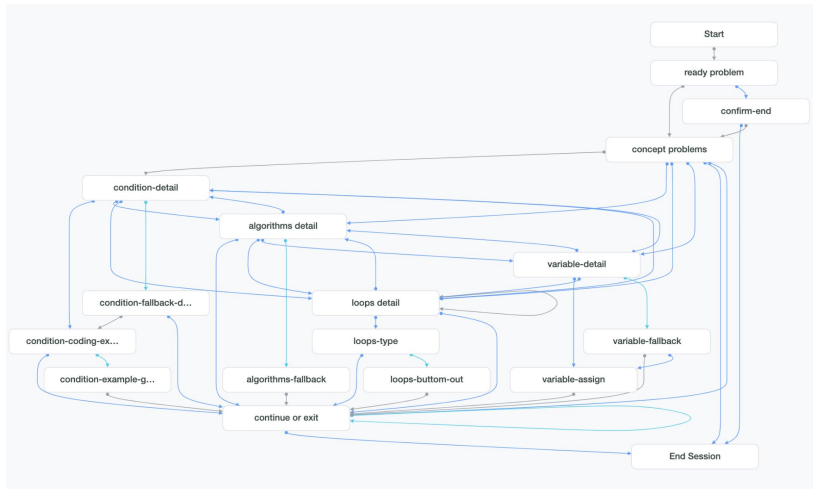 Start
ready problem
confirm-end
concept problems
condition-detail
algorithms detail
variable-detail
condition-fallback-d...
loops detail
condition-coding-ex...
loops-type
variable-fallback
condition-example-g...
algorithms-fallback
loops-buttom-out
variable-assign
continue or exit
End Session